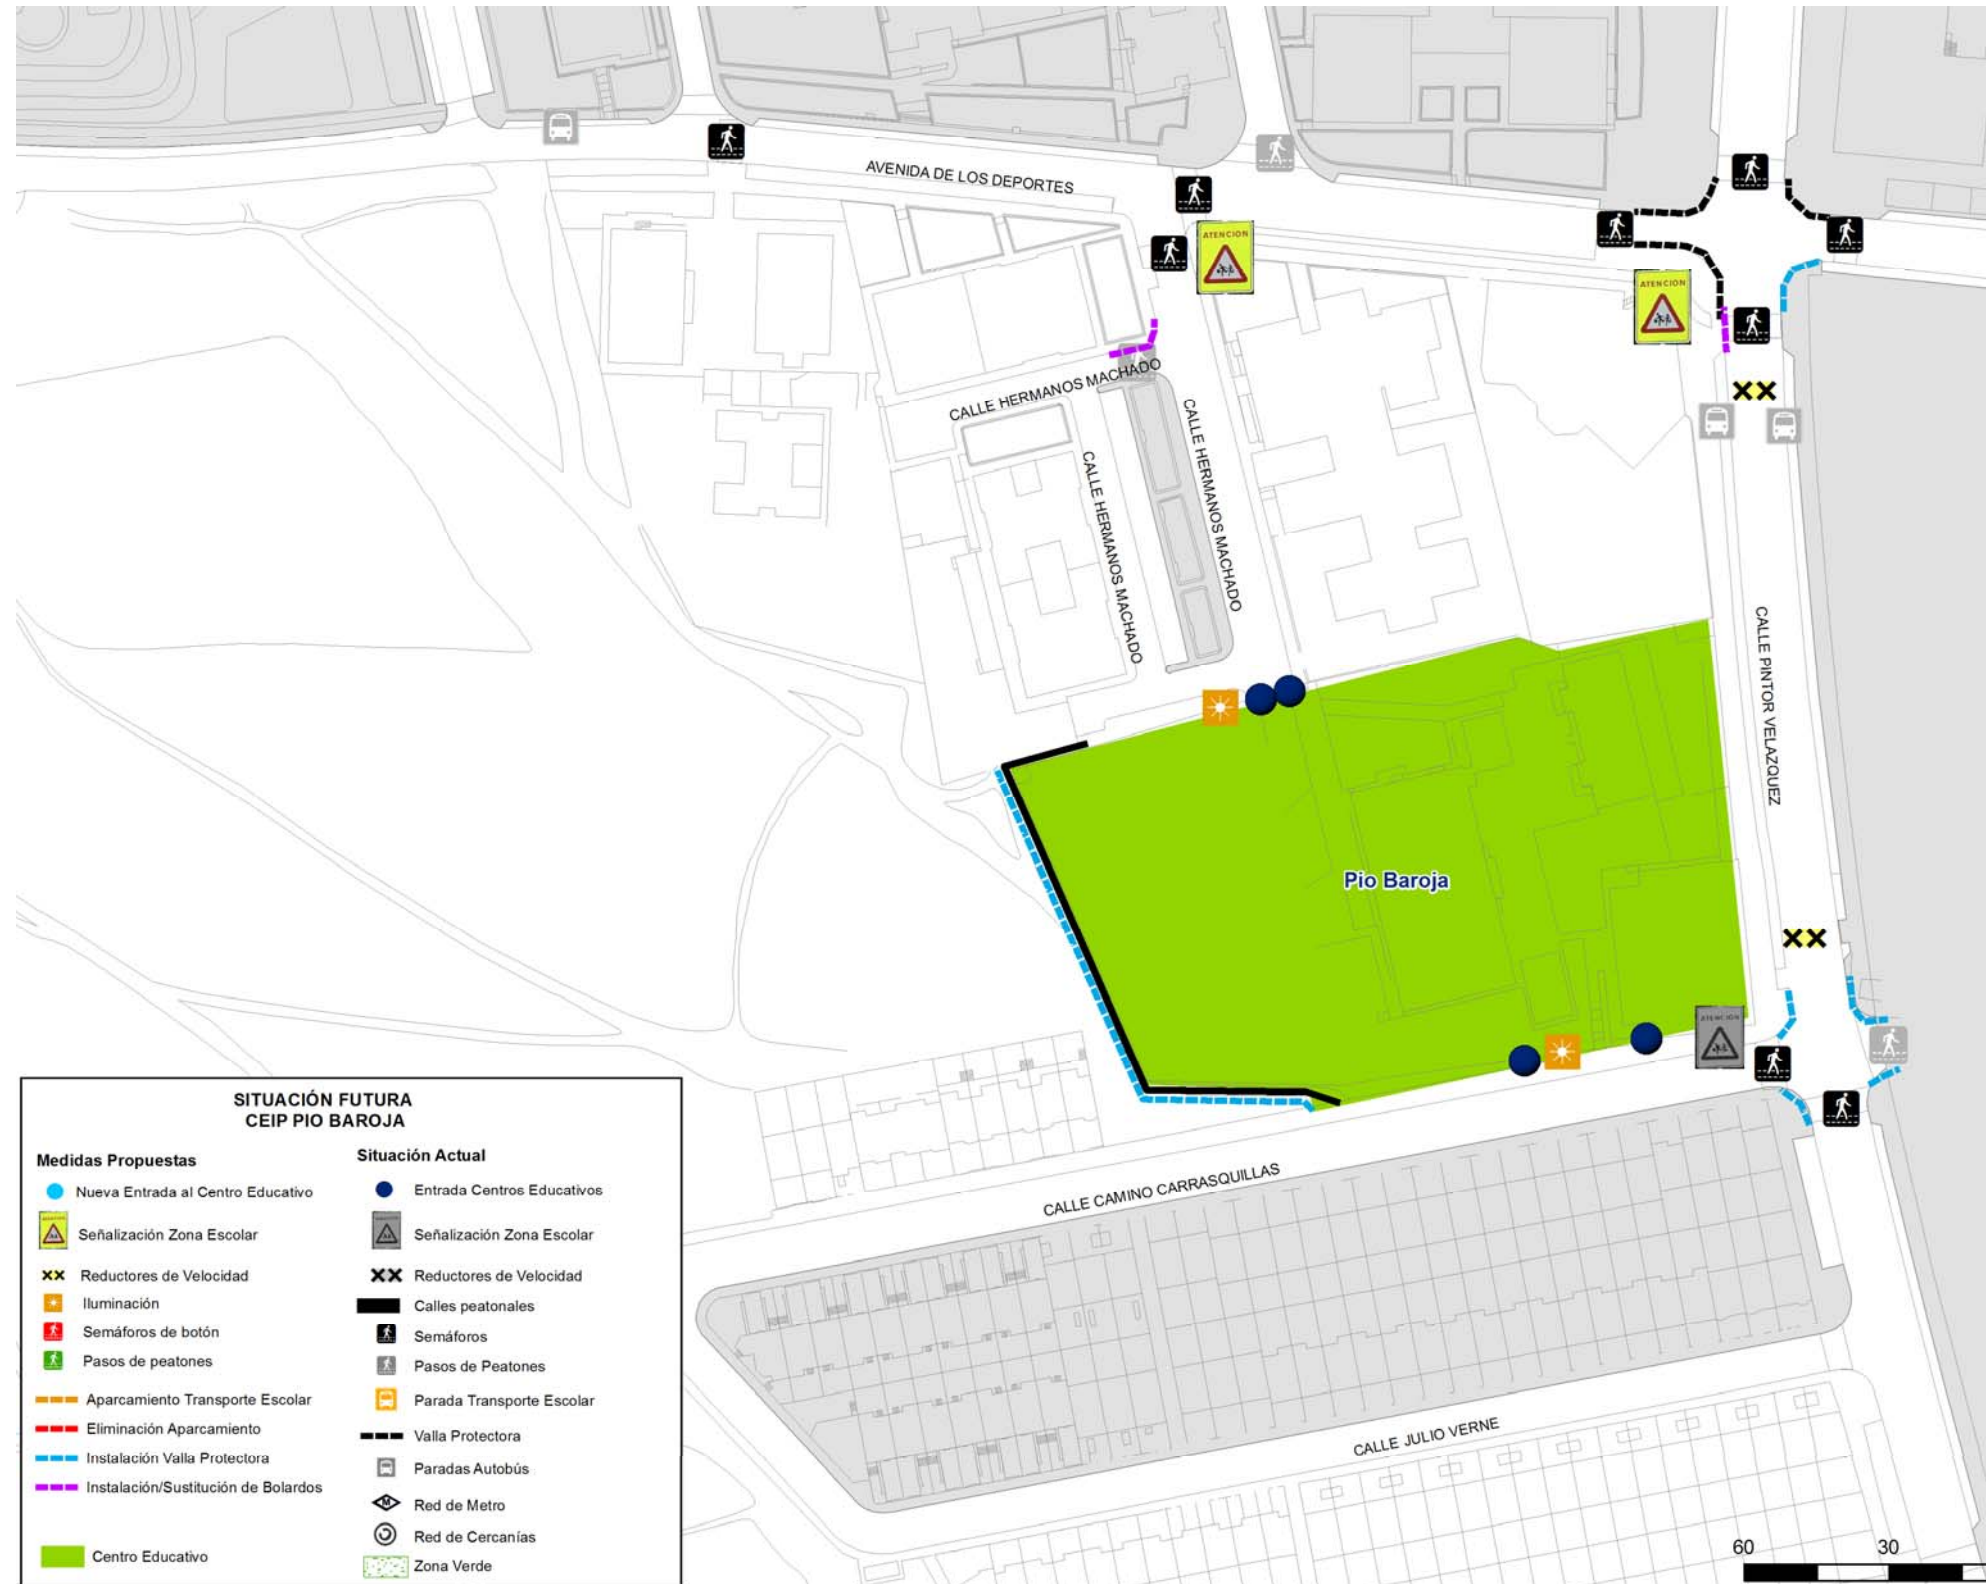 AVENIDA DE LOS DEPORTES
ATENCION
ATENCION
CALLE HERMANOS MACHADO
CALLE HERMANOS MACHADO
CALLE HERMANOS MACHADO
CALLE PINTOR VELAZQUEZ
Pio Baroja
ATENCION
CALLE CAMINO CARRASQUILLAS
CALLE JULIO VERNE
60 30
SITUACIÓN FUTURA
CEIP PIO BAROJA
Medidas Propuestas
Nueva Entrada al Centro Educativo
Señalización Zona Escolar
Reductores de Velocidad
Iluminación
Semáforos de botón
Pasos de peatones
Aparcamiento Transporte Escolar
Eliminación Aparcamiento
Instalación Valla Protectora
Instalación/Sustitución de Bolardos
Centro Educativo
Situación Actual
Entrada Centros Educativos
Señalización Zona Escolar
Reductores de Velocidad
Calles peatonales
Semáforos
Pasos de Peatones
Parada Transporte Escolar
Valla Protectora
Paradas Autobús
M Red de Metro
Red de Cercanías
Zona Verde